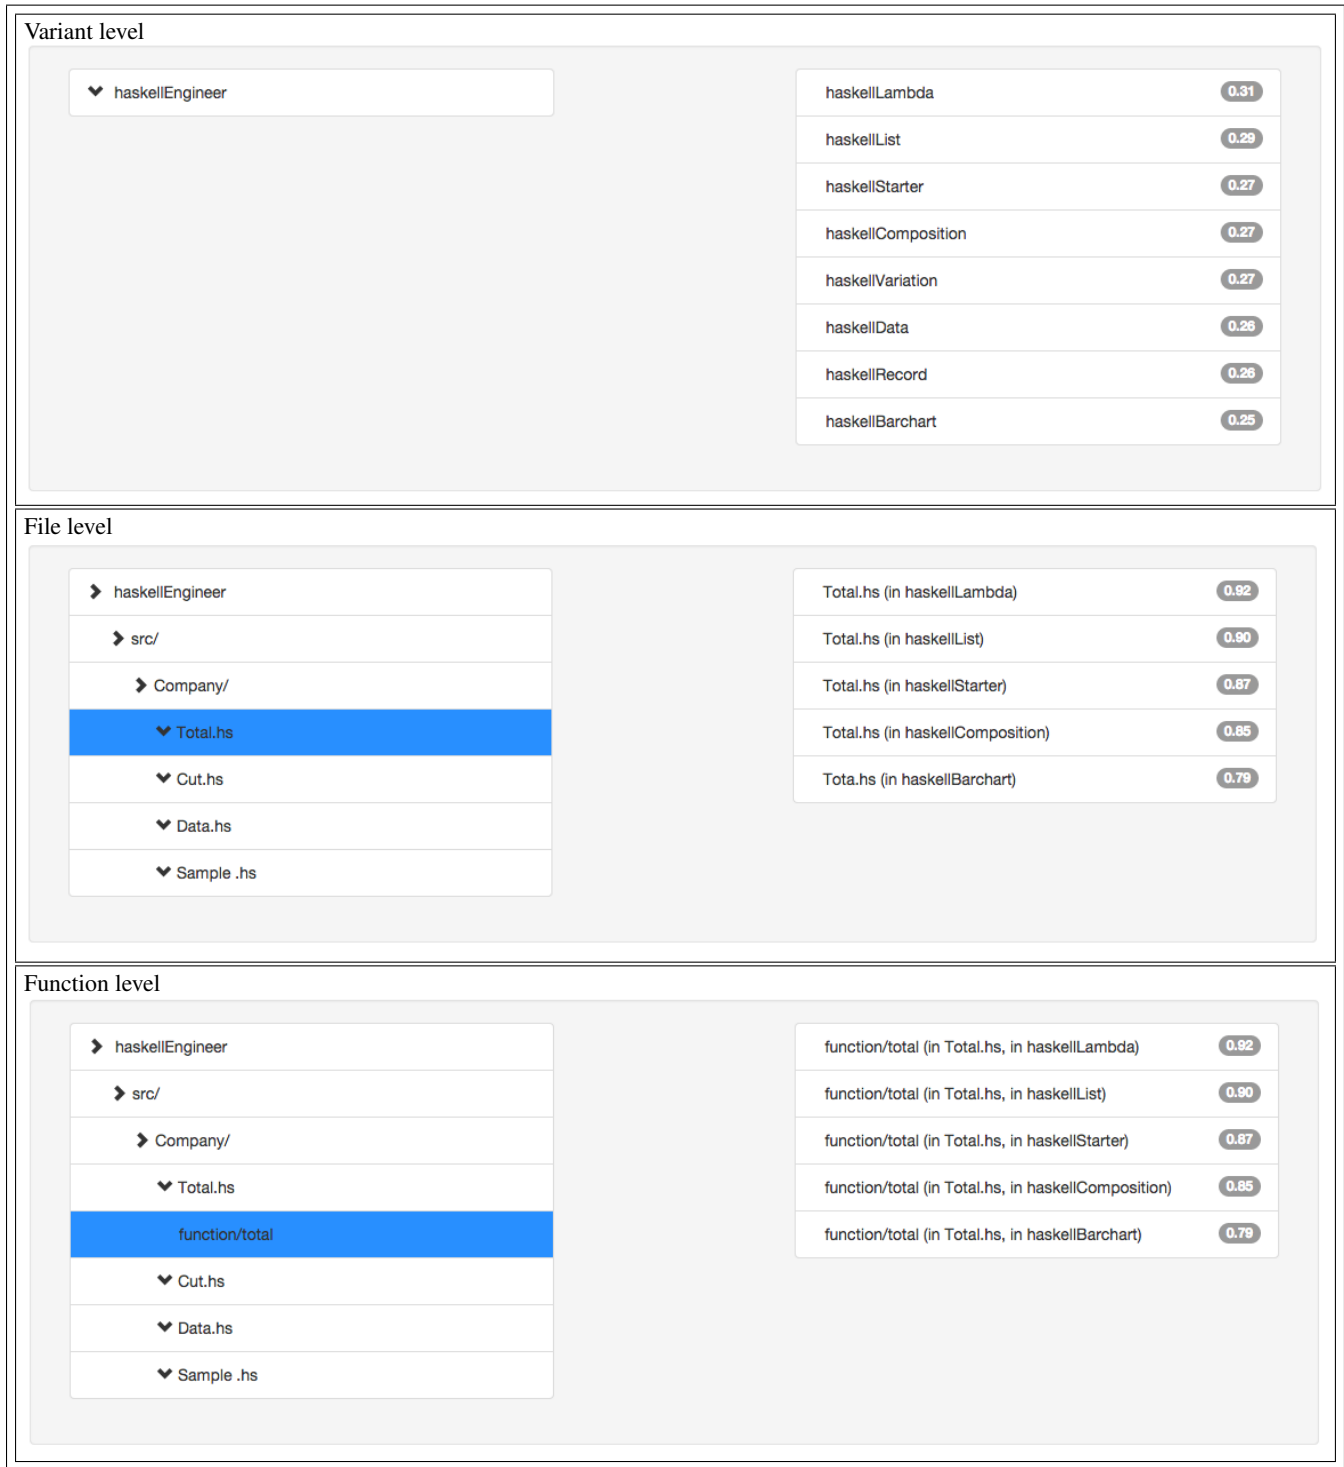 Variant level
haskellEngineer
haskellLambda 0.31
haskellList 0.29
haskellStarter 0.27
haskellComposition 0.27
haskellVariation 0.27
haskellData 0.26
haskellRecord 0.26
haskellBarchart 0.25
File level
haskellEngineer
src/
Company/
Total.hs
Cut.hs
Data.hs
Sample .hs
Total.hs (in haskellLambda) 0.92
Total.hs (in haskellList) 0.90
Total.hs (in haskellStarter) 0.87
Total.hs (in haskellComposition) 0.85
Tota.hs (in haskellBarchart) 0.79
Function level
haskellEngineer
src/
Company/
Total.hs
function/total
Cut.hs
Data.hs
Sample .hs
function/total (in Total.hs, in haskellLambda) 0.92
function/total (in Total.hs, in haskellList) 0.90
function/total (in Total.hs, in haskellStarter) 0.87
function/total (in Total.hs, in haskellComposition) 0.85
function/total (in Total.hs, in haskellBarchart) 0.79